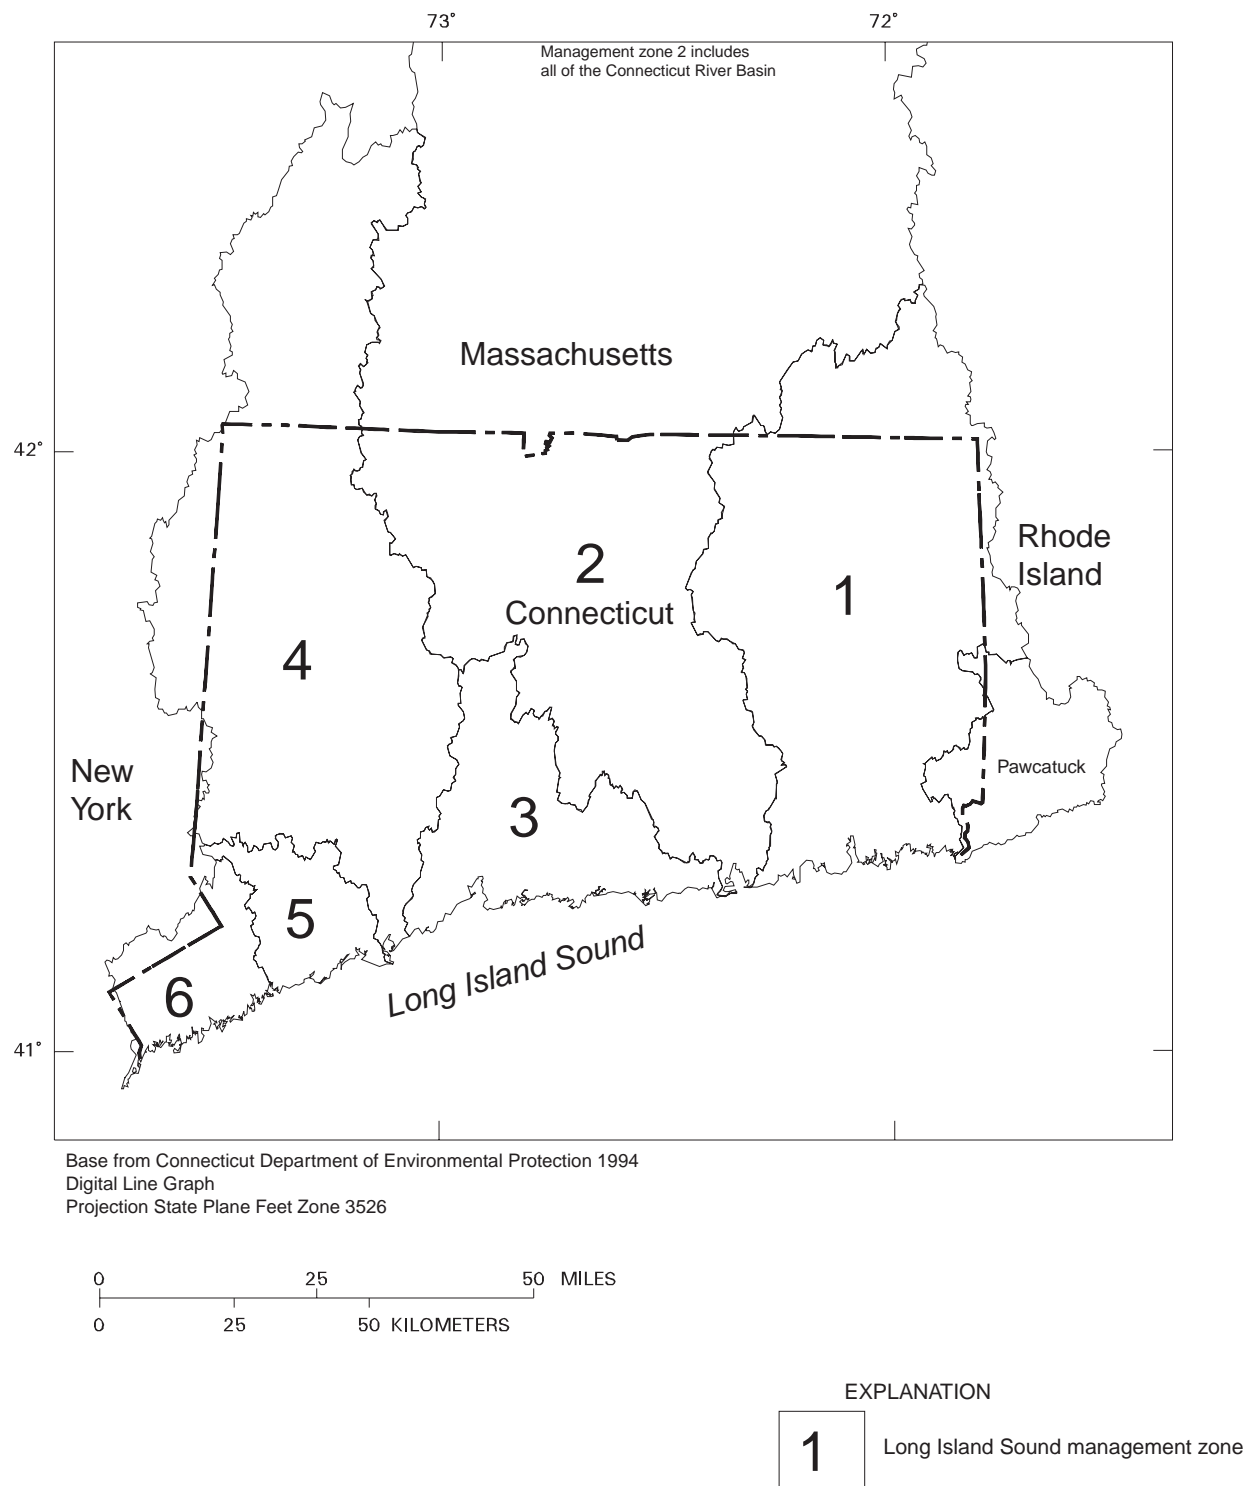 73° 72°
Management zone 2 includes
all of the Connecticut River Basin
Massachusetts
42°
2
Connecticut
Rhode
Island
1
4
New
York
Pawcatuck
3
5
Long Island Sound
6
41°
Base from Connecticut Department of Environmental Protection 1994
Digital Line Graph
Projection State Plane Feet Zone 3526
0 25 50 MILES
0 25 50 KILOMETERS
EXPLANATION
1 Long Island Sound management zone